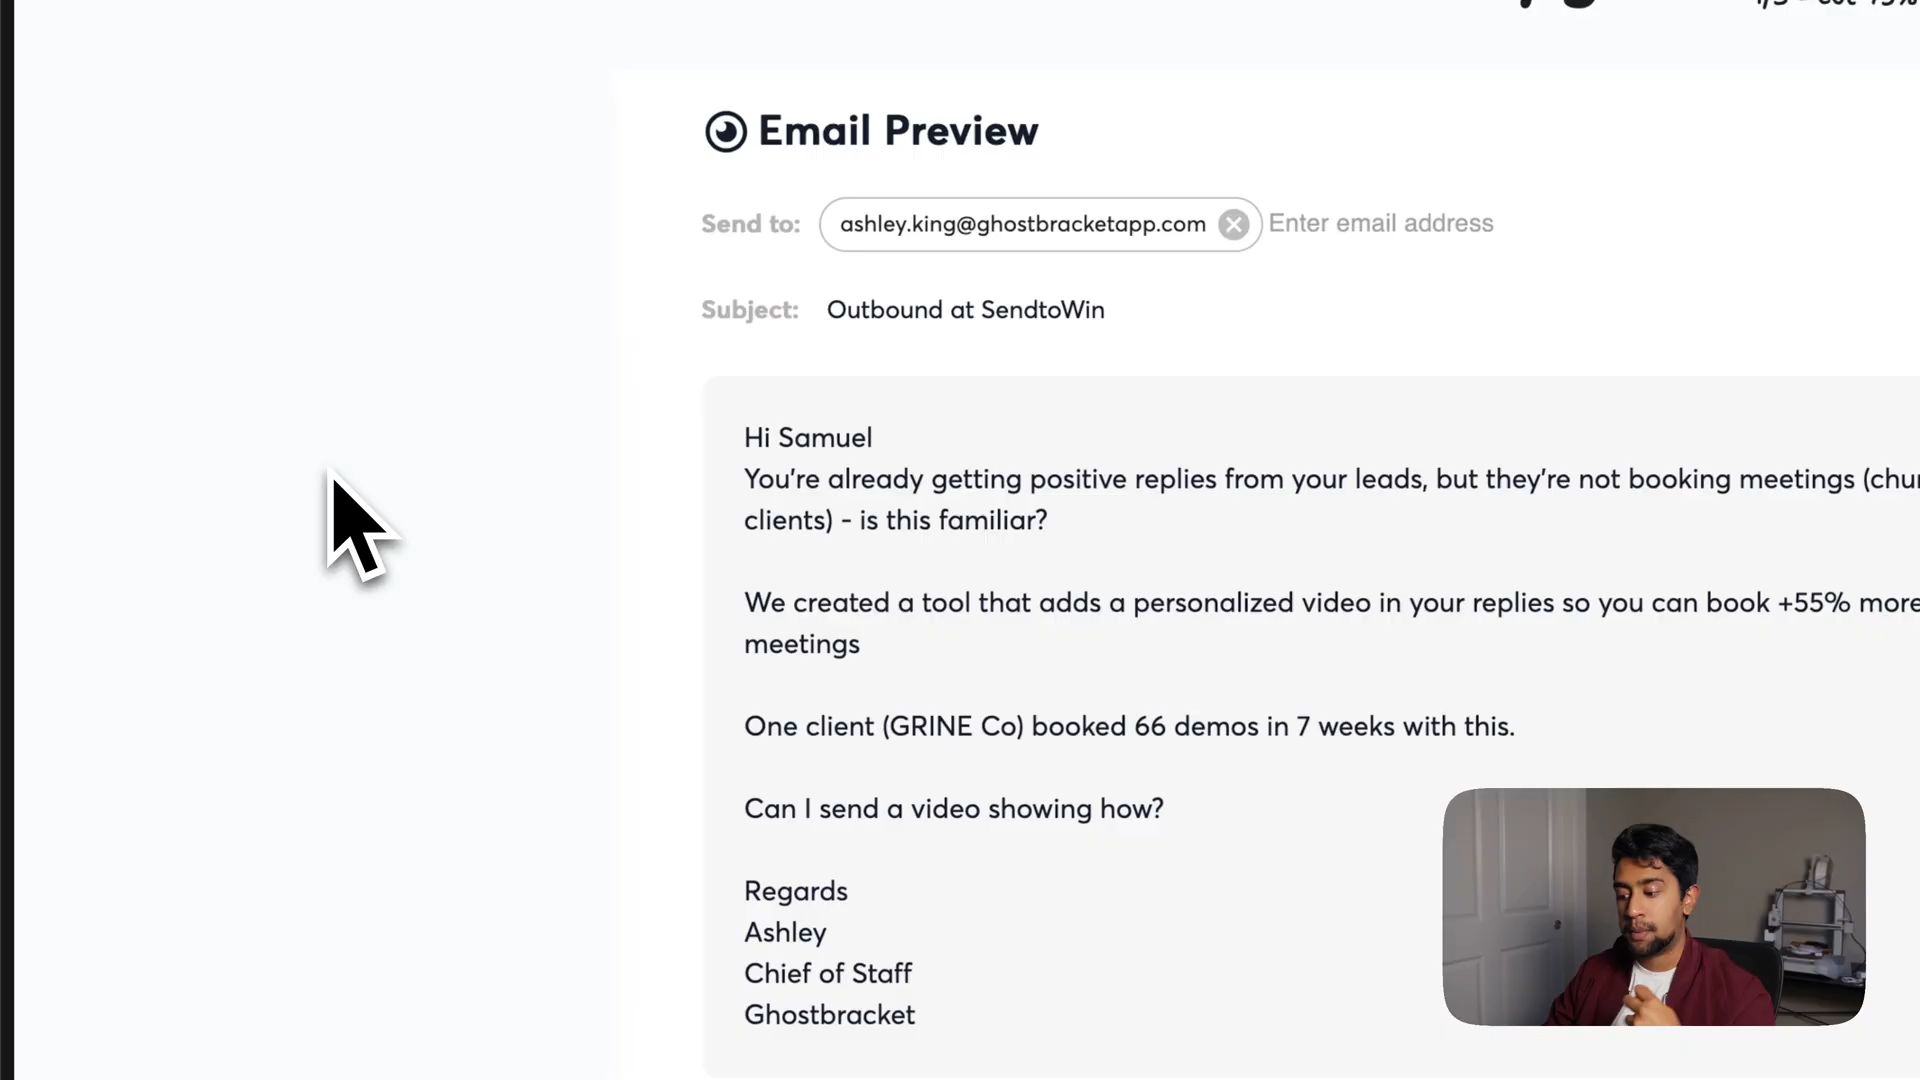 Email Preview
Send to: ashley.king@ghostbracketapp.com Enter email address
Subject: Outbound at SendtoWin
Hi Samuel
You're already getting positive replies from your leads, but they're not booking meetings
clients) - is this familiar?
We created a tool that adds a personalized video in your replies so you can book +55% more
meetings
One client (GRINE Co) booked 66 demos in 7 weeks with this.
Can I send a video showing how?
Regards
Ashley
Chief of Staff
Ghostbracket